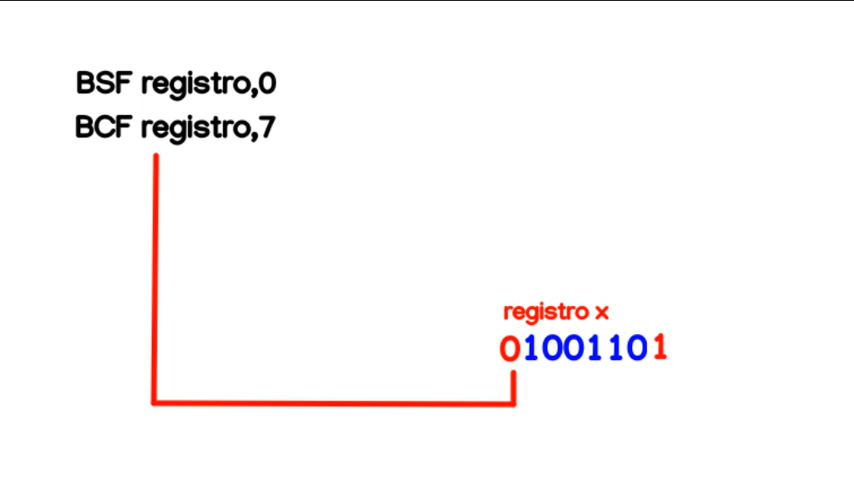 BSF registro,0
BCF registro,7
registro x
01001101